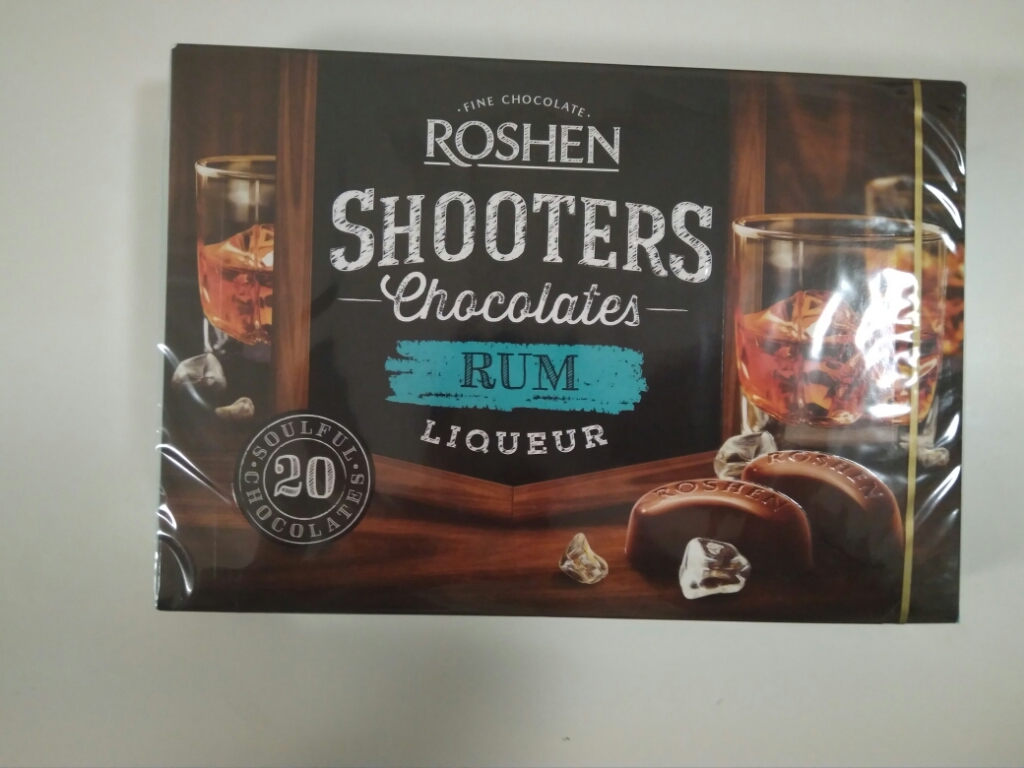 ·FINE CHOCOLATE·
ROSHEN
SHOOTERS
Chocolates
RUM
LIQUEUR
·SOULFUL·
20
CHOCOLATES
ROSHEN
ROSHEN